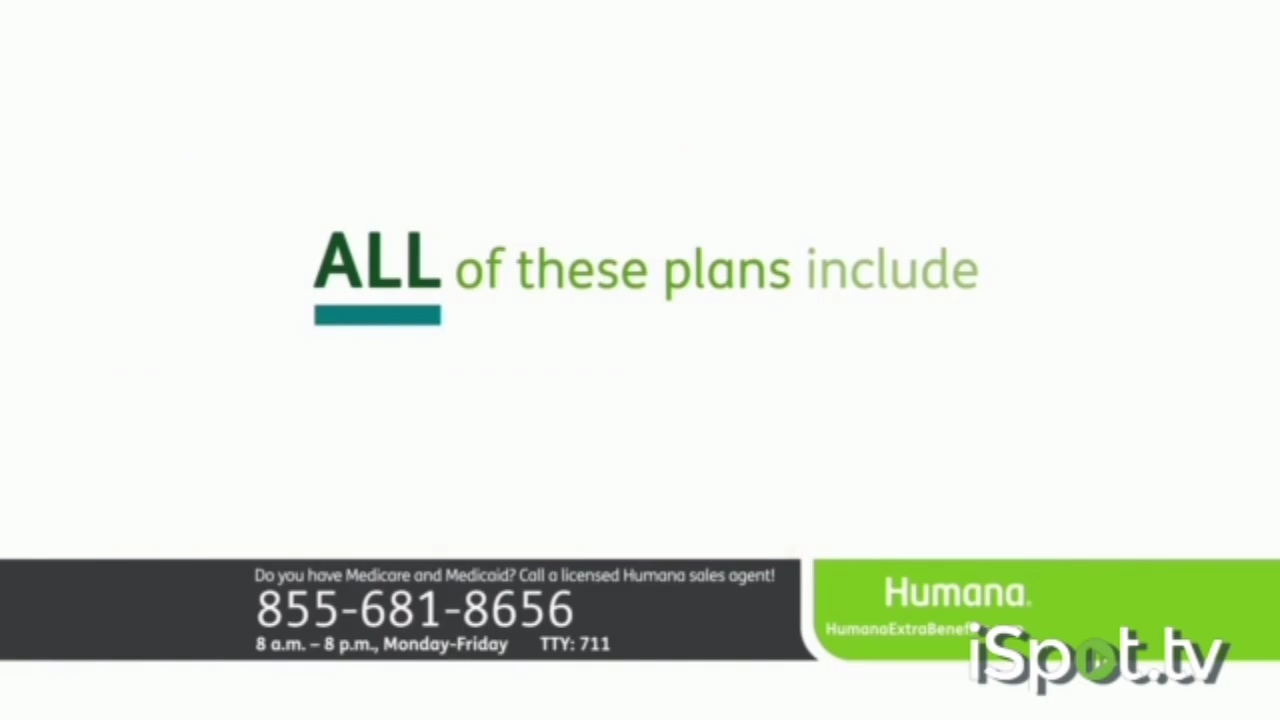 ALL of these plans include
Do you have Medicare and Medicaid? Call a licensed Humana sales agent!
855-681-8656
8 a.m. – 8 p.m., Monday-Friday TTY: 711
Humana.
iSpot.tv